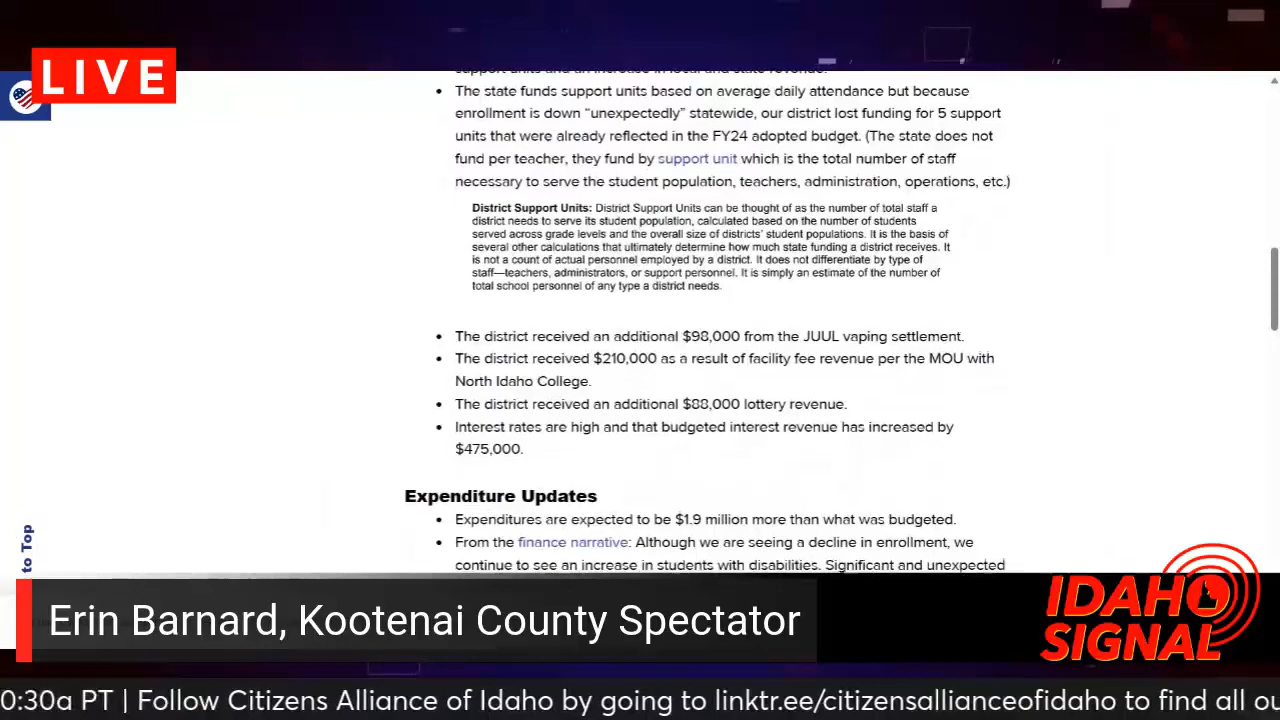 LIVE
support units and an increase in local and state revenue.
• The state funds support units based on average daily attendance but because
enrollment is down “unexpectedly” statewide, our district lost funding for 5 support
units that were already reflected in the FY24 adopted budget. (The state does not
fund per teacher, they fund by support unit which is the total number of staff
necessary to serve the student population, teachers, administration, operations, etc.)
District Support Units: District Support Units can be thought of as the number of total staff a
district needs to serve its student population, calculated based on the number of students
served across grade levels and the overall size of districts' student populations. It is the basis of
several other calculations that ultimately determine how much state funding a district receives. It
is not a count of actual personnel employed by a district. It does not differentiate by type of
staff—teachers, administrators, or support personnel. It is simply an estimate of the number of
total school personnel of any type a district needs.
• The district received an additional $98,000 from the JUUL vaping settlement.
• The district received $210,000 as a result of facility fee revenue per the MOU with
North Idaho College.
• The district received an additional $88,000 lottery revenue.
• Interest rates are high and that budgeted interest revenue has increased by
$475,000.
Expenditure Updates
• Expenditures are expected to be $1.9 million more than what was budgeted.
• From the finance narrative: Although we are seeing a decline in enrollment, we
continue to see an increase in students with disabilities. Significant and unexpected
to Top
Erin Barnard, Kootenai County Spectator
IDAHO
SIGNAL
0:30a PT | Follow Citizens Alliance of Idaho by going to linktr.ee/citizensallianceofidaho to find all ou